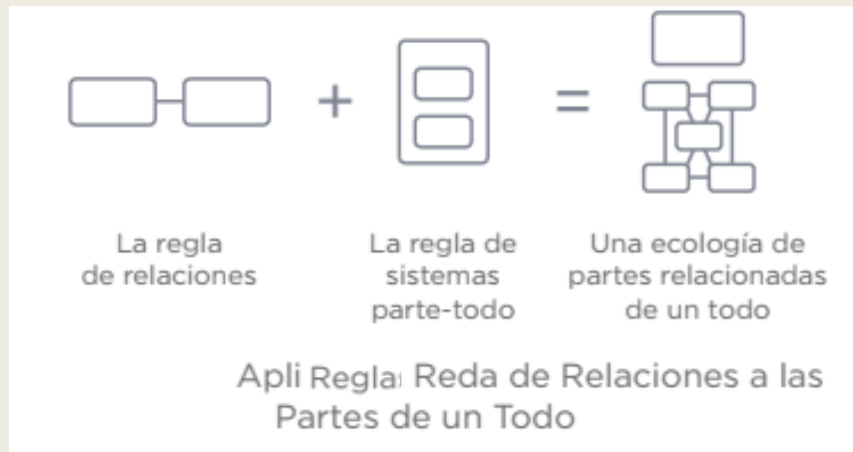 +
=
La regla
de relaciones
La regla de
sistemas
parte-todo
Una ecología de
partes relacionadas
de un todo
Apli Regla: Reda de Relaciones a las
Partes de un Todo